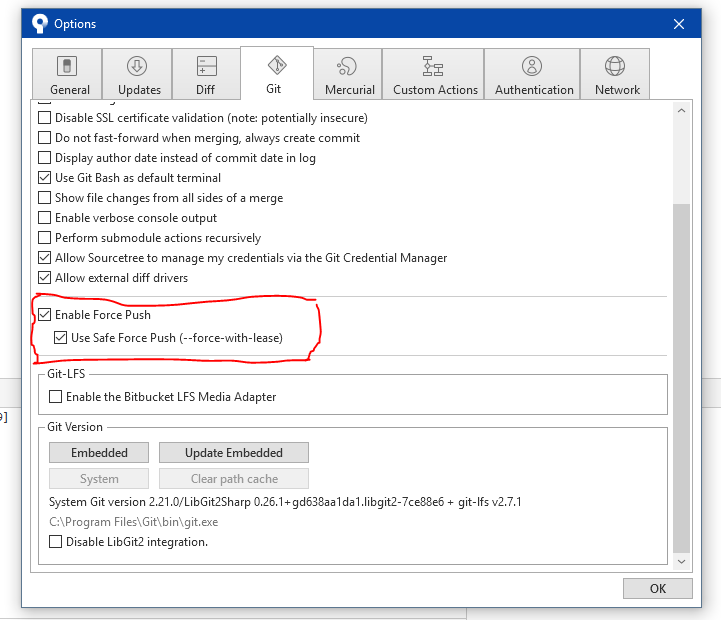 Options
General
Updates
Diff
Git
Mercurial
Custom Actions
Authentication
Network
Disable SSL certificate validation (note: potentially insecure)
Do not fast-forward when merging, always create commit
Display author date instead of commit date in log
Use Git Bash as default terminal
Show file changes from all sides of a merge
Enable verbose console output
Perform submodule actions recursively
Allow Sourcetree to manage my credentials via the Git Credential Manager
Allow external diff drivers
Enable Force Push
Use Safe Force Push (--force-with-lease)
Git-LFS
Enable the Bitbucket LFS Media Adapter
Git Version
Embedded
Update Embedded
System
Clear path cache
System Git version 2.21.0/LibGit2Sharp 0.26.1+gd638aa1da1.libgit2-7ce88e6 + git-lfs v2.7.1
C:\Program Files\Git\bin\git.exe
Disable LibGit2 integration.
OK